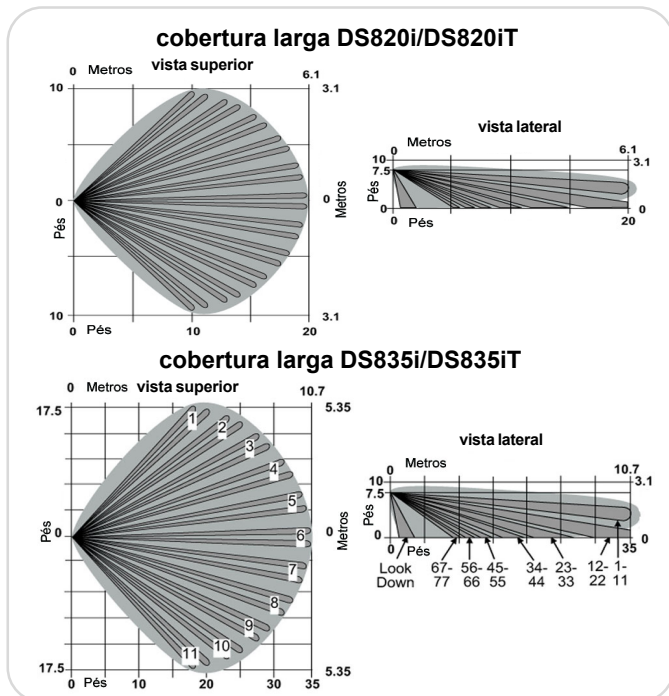 cobertura larga DS820i/DS820iT
0 Metros vista superior 6.1
10 3.1
0 0
Pés Metros
10 3.1
0 Pés 10 20
vista lateral
Metros
0 6.1
10 3.1
7.5
Pés
0 0
0 Pés 20
cobertura larga DS835i/DS835iT
0 Metros vista superior 10.7
17.5 5.35
1
2
3
4
5
Pés 0 6 0 Metros
7
8
9
10
11
17.5 5.35
0 Pés 10 20 30 35
vista lateral
0 Metros 10.7
10 3.1
7.5
Pés
0 0
0 Pés 35
Look Down 67-77 56-66 45-55 34-44 23-33 12-22 1-11